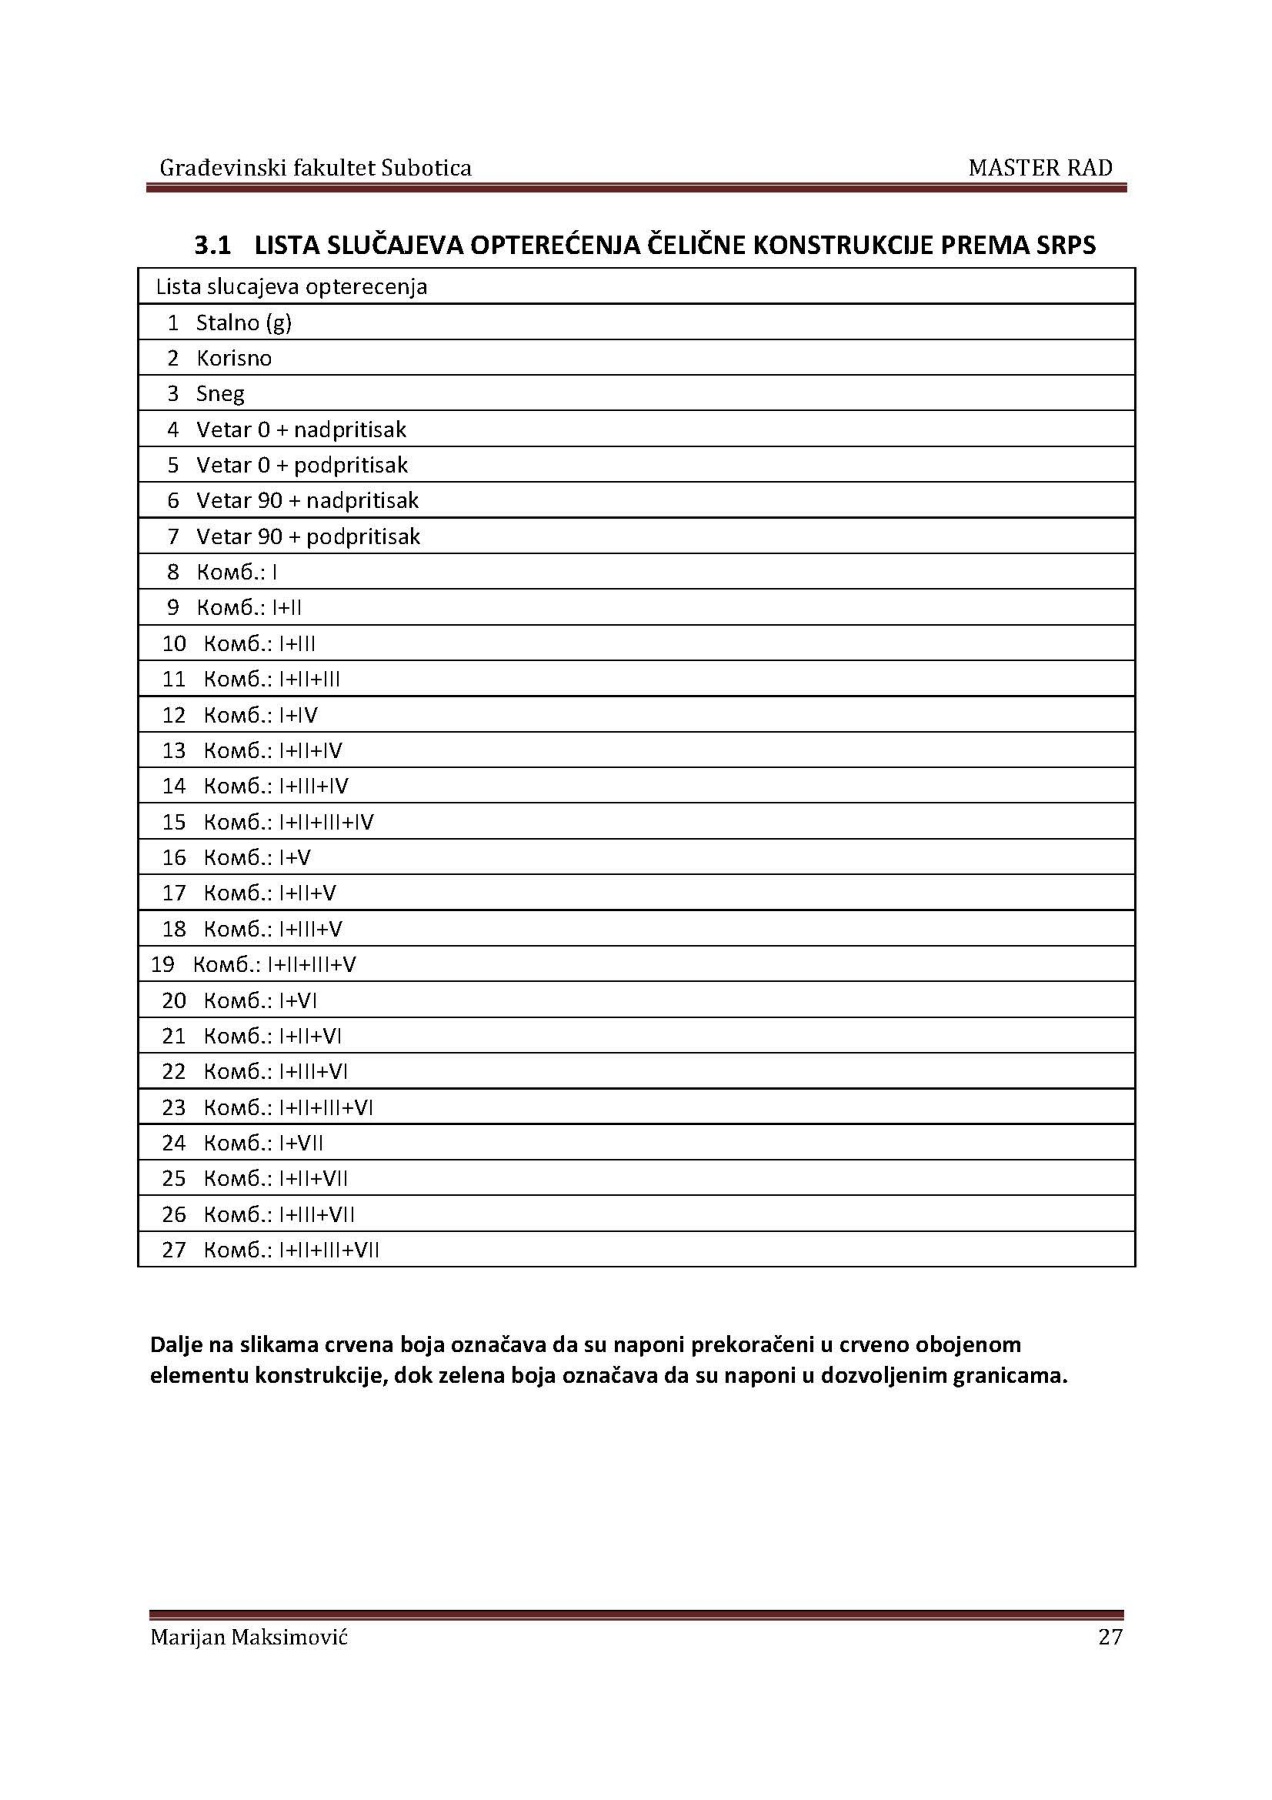 Građevinski fakultet Subotica MASTER RAD
3.1 LISTA SLUČAJEVA OPTEREĆENJA ČELIČNE KONSTRUKCIJE PREMA SRPS
Lista slucajeva opterecenja
1 Stalno (g)
2 Korisno
3 Sneg
4 Vetar 0 + nadpritisak
5 Vetar 0 + podpritisak
6 Vetar 90 + nadpritisak
7 Vetar 90 + podpritisak
8 Комб.: I
9 Комб.: I+II
10 Комб.: I+III
11 Комб.: I+II+III
12 Комб.: I+IV
13 Комб.: I+II+IV
14 Комб.: I+III+IV
15 Комб.: I+II+III+IV
16 Комб.: I+V
17 Комб.: I+II+V
18 Комб.: I+III+V
19 Комб.: I+II+III+V
20 Комб.: I+VI
21 Комб.: I+II+VI
22 Комб.: I+III+VI
23 Комб.: I+II+III+VI
24 Комб.: I+VII
25 Комб.: I+II+VII
26 Комб.: I+III+VII
27 Комб.: I+II+III+VII
Dalje na slikama crvena boja označava da su naponi prekoračeni u crveno obojenom
elementu konstrukcije, dok zelena boja označava da su naponi u dozvoljenim granicama.
Marijan Maksimović 27